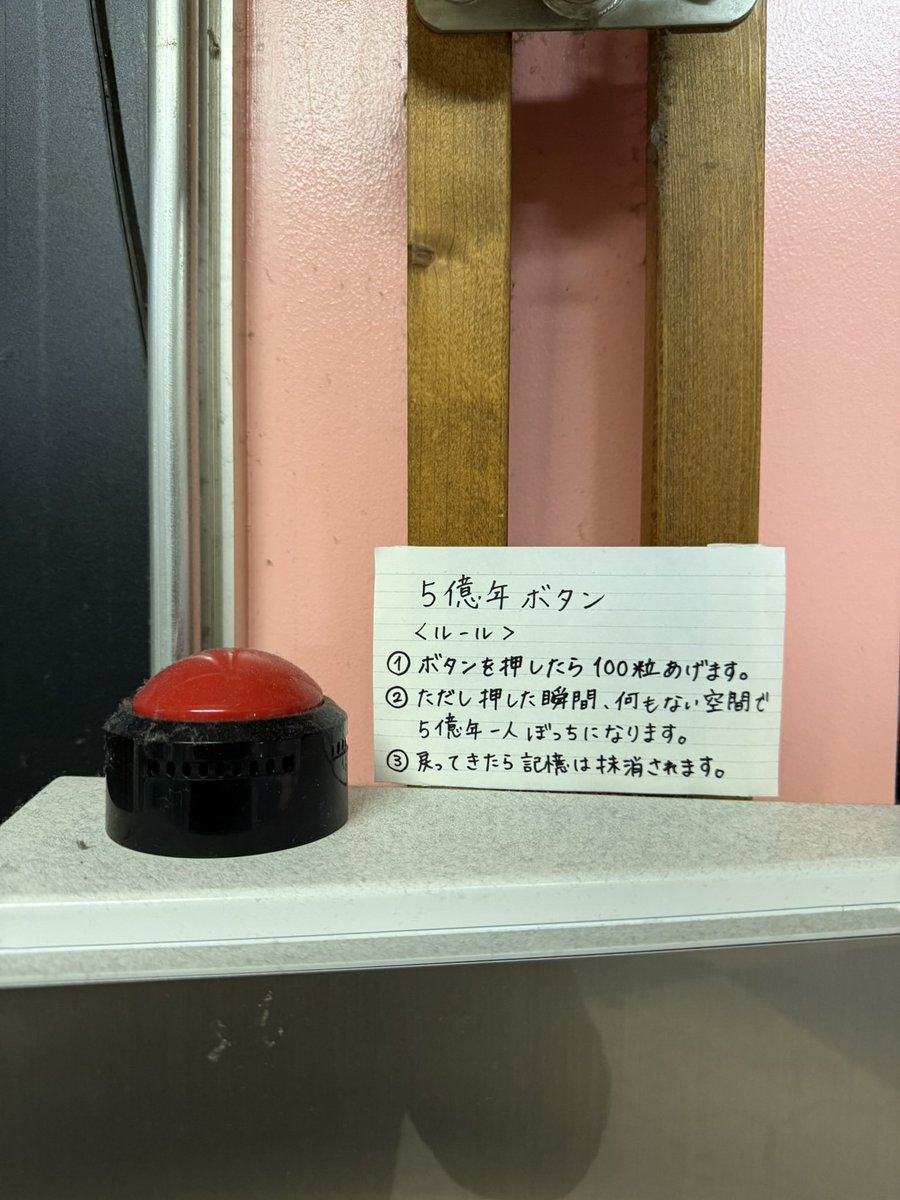 5億年ボタン
<ルール>
① ボタンを押したら100粒あげます。
② ただし押した瞬間、何もない空間で
5億年一人ぼっちになります。
③ 戻ってきたら記憶は抹消されます。